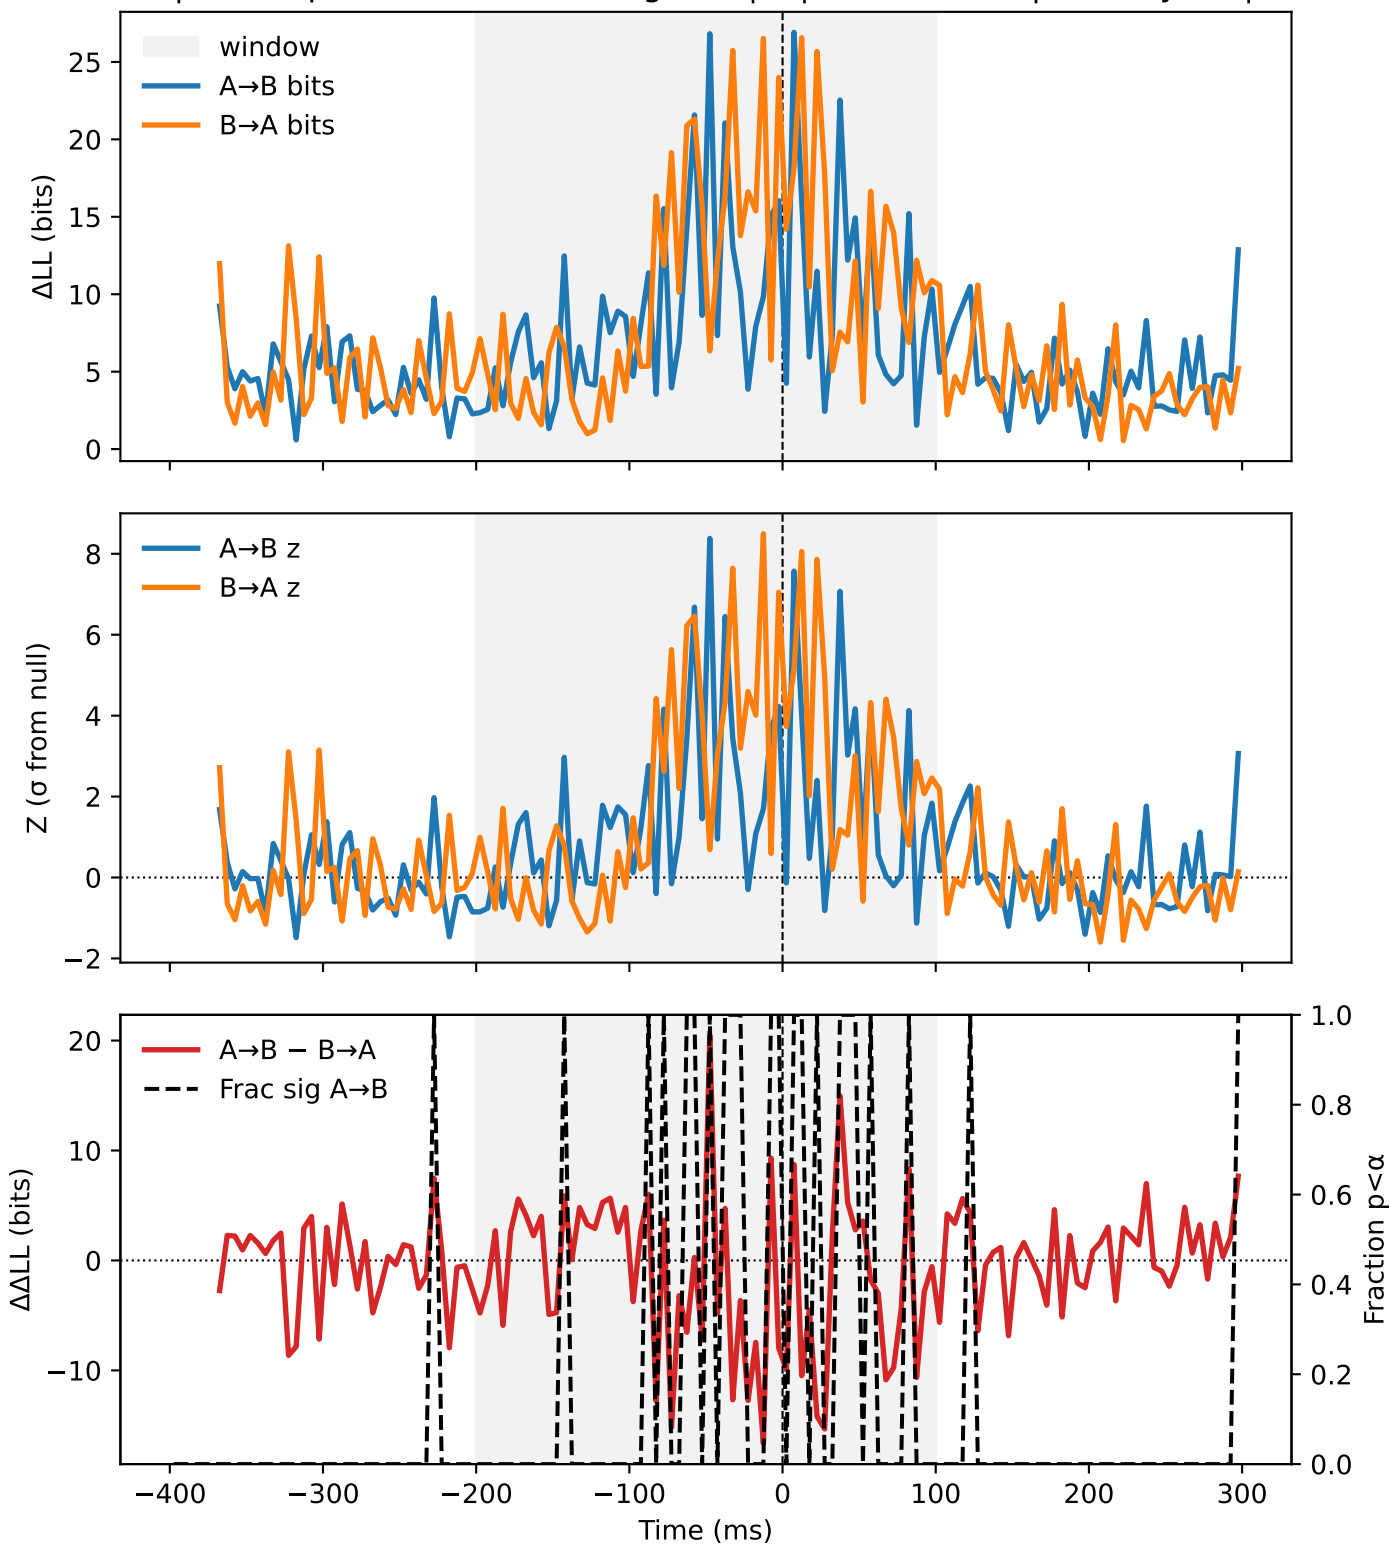 window
A→B bits
B→A bits
ΔLL (bits)
25
20
15
10
5
0
A→B z
B→A z
Z (σ from null)
8
6
4
2
0
−2
A→B − B→A
Frac sig A→B
ΔΔLL (bits)
20
10
0
−10
1.0
0.8
0.6
0.4
0.2
0.0
Fraction p<α
−400 −300 −200 −100 0 100 200 300
Time (ms)